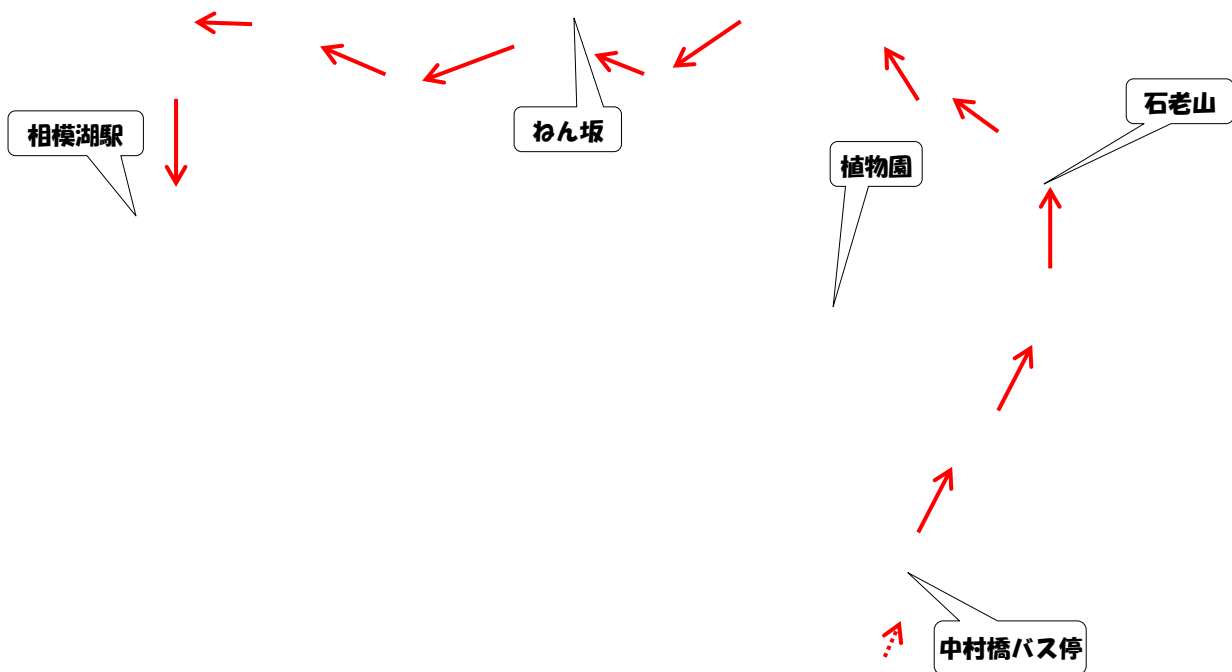 石老山
相模湖駅
ねん坂
植物園
中村橋バス停